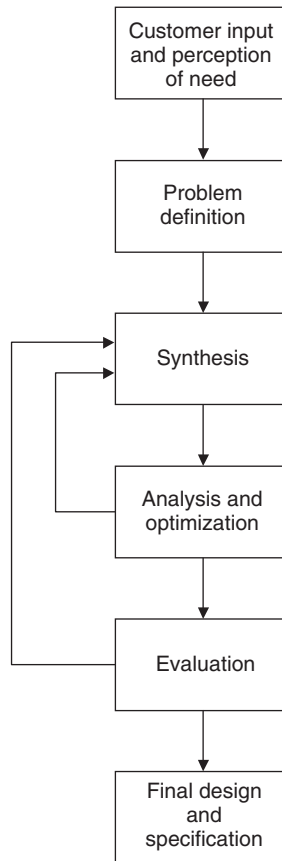 Customer input
and perception
of need
Problem
definition
Synthesis
Analysis and
optimization
Evaluation
Final design
and
specification